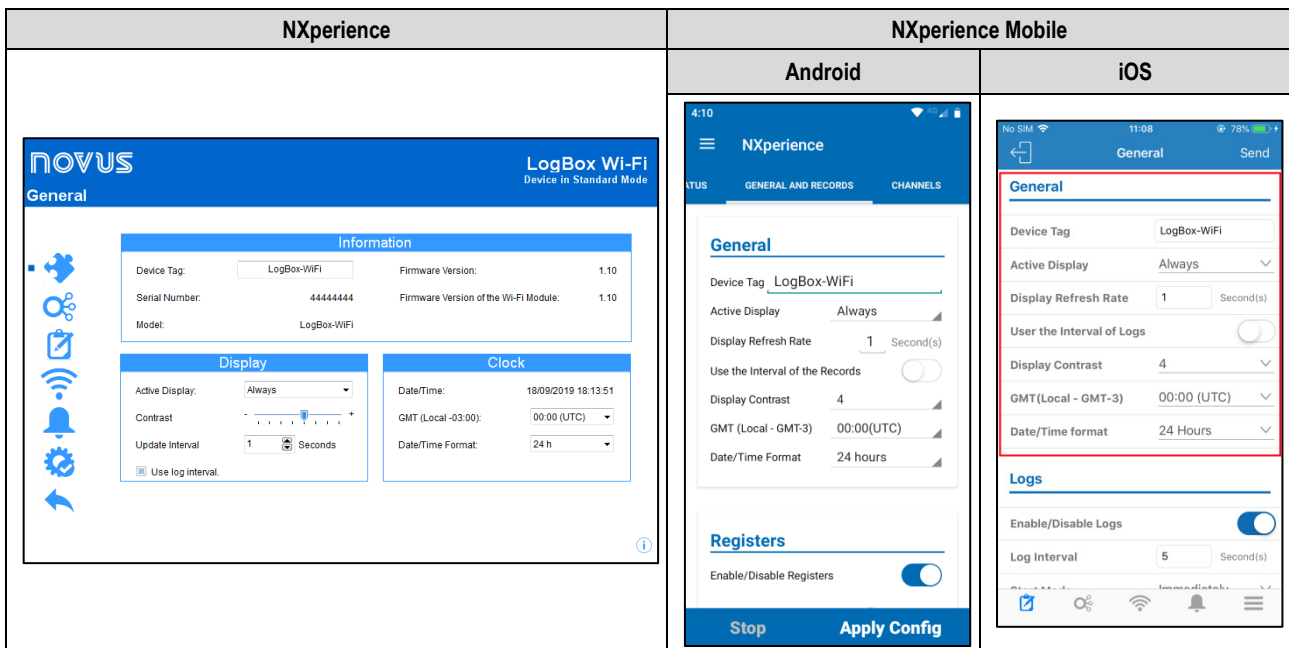 NXperience
NXperience Mobile
Android
iOS
NOVUS
LogBox Wi-Fi
Device in Standard Mode
General
Information
Device Tag: LogBox-WiFi Firmware Version: 1.10
Serial Number: 44444444 Firmware Version of the Wi-Fi Module: 1.10
Model: LogBox-WiFi
Display
Active Display: Always
Contrast - +
Update Interval 1 Seconds
Use log interval.
Clock
Date/Time: 18/09/2019 18:13:51
GMT (Local -03:00): 00:00 (UTC)
Date/Time Format: 24 h
4:10 4G
NXperience
ATUS GENERAL AND RECORDS CHANNELS
General
Device Tag LogBox-WiFi
Active Display Always
Display Refresh Rate 1 Second(s)
Use the Interval of the Records
Display Contrast 4
GMT (Local - GMT-3) 00:00(UTC)
Date/Time Format 24 hours
Registers
Enable/Disable Registers
Stop Apply Config
No SIM 11:08 78%
General Send
General
Device Tag LogBox-WiFi
Active Display Always
Display Refresh Rate 1 Second(s)
User the Interval of Logs
Display Contrast 4
GMT(Local - GMT-3) 00:00 (UTC)
Date/Time format 24 Hours
Logs
Enable/Disable Logs
Log Interval 5 Second(s)